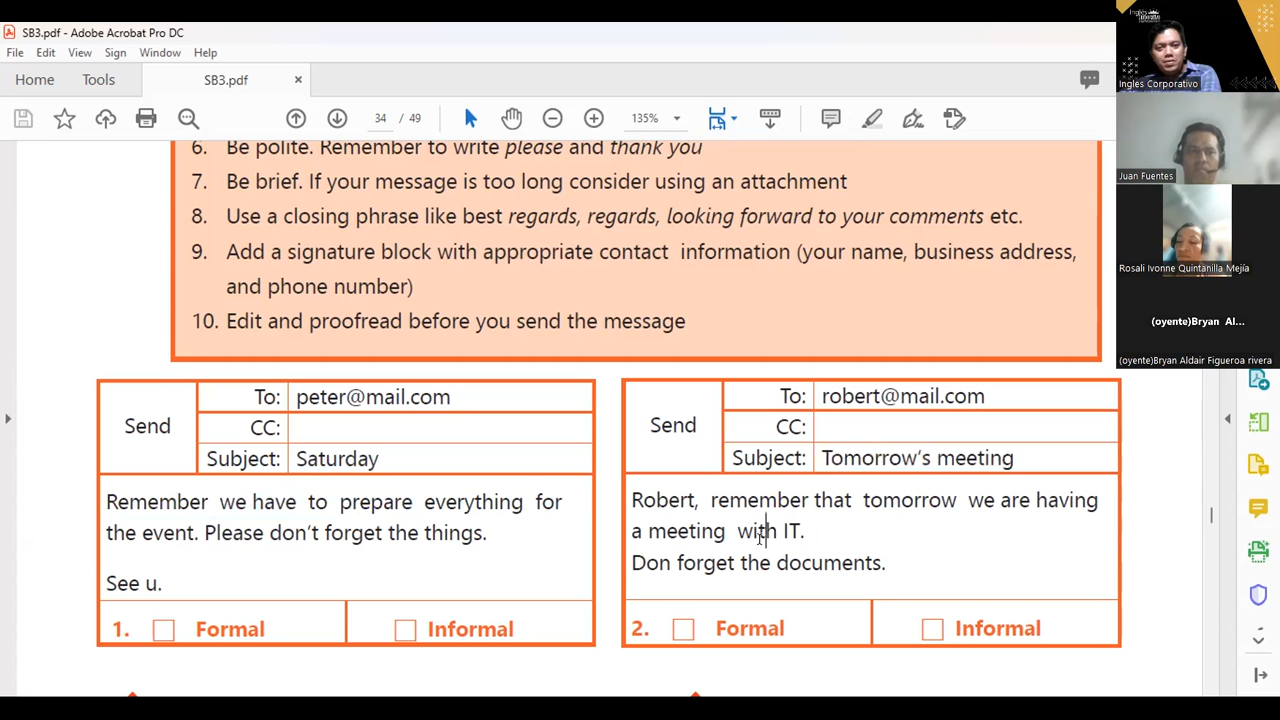 SB3.pdf - Adobe Acrobat Pro DC
File Edit View Sign Window Help
Home Tools SB3.pdf ×
34 / 49 135%
6. Be polite. Remember to write please and thank you
7. Be brief. If your message is too long consider using an attachment
8. Use a closing phrase like best regards, regards, looking forward to your comments etc.
9. Add a signature block with appropriate contact information (your name, business address,
and phone number)
10. Edit and proofread before you send the message
Send
To: peter@mail.com
CC:
Subject: Saturday
Remember we have to prepare everything for
the event. Please don't forget the things.
See u.
1. Formal Informal
Send
To: robert@mail.com
CC:
Subject: Tomorrow's meeting
Robert, remember that tomorrow we are having
a meeting with IT.
Don forget the documents.
2. Formal Informal
Inglés
Corporativo
Inglés Corporativo
Juan Fuentes
Rosali Ivonne Quintanilla Mejía
(oyente)Bryan Al...
(oyente)Bryan Aldair Figueroa rivera